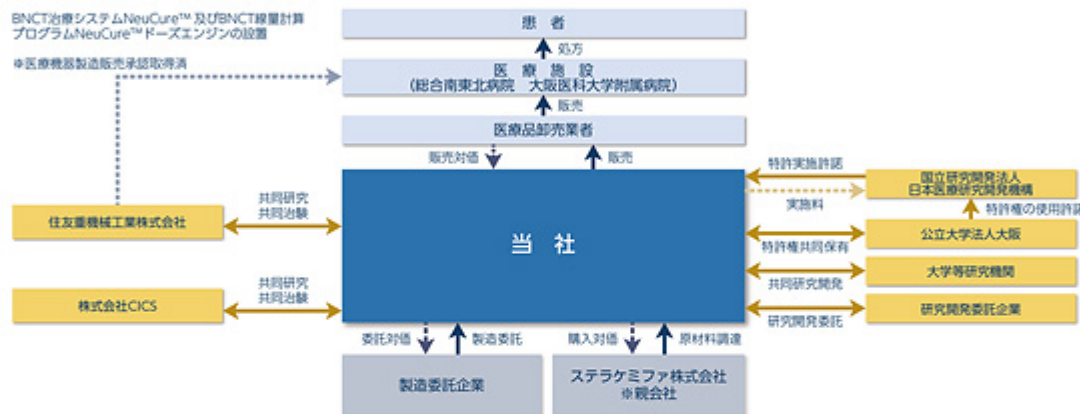 BNCT治療システムNeuCure™ 及びBNCT線量計算
プログラムNeuCure™ドーズエンジンの設置
※医療機器製造販売承認取得済
患 者
処方
医 療 施 設
（総合南東北病院　大阪医科大学附属病院）
販売
医療品卸売業者
販売対価
販売
当 社
住友重機械工業株式会社
共同研究
共同治験
株式会社CICS
共同研究
共同治験
特許実施許諾
国立研究開発法人
日本医療研究開発機構
実施料
特許権の使用許諾
公立大学法人大阪
特許権共同保有
大学等研究機関
共同研究開発
研究開発委託企業
研究開発委託
委託対価
製造委託
購入対価
原材料調達
製造委託企業
ステラケミファ株式会社
※親会社